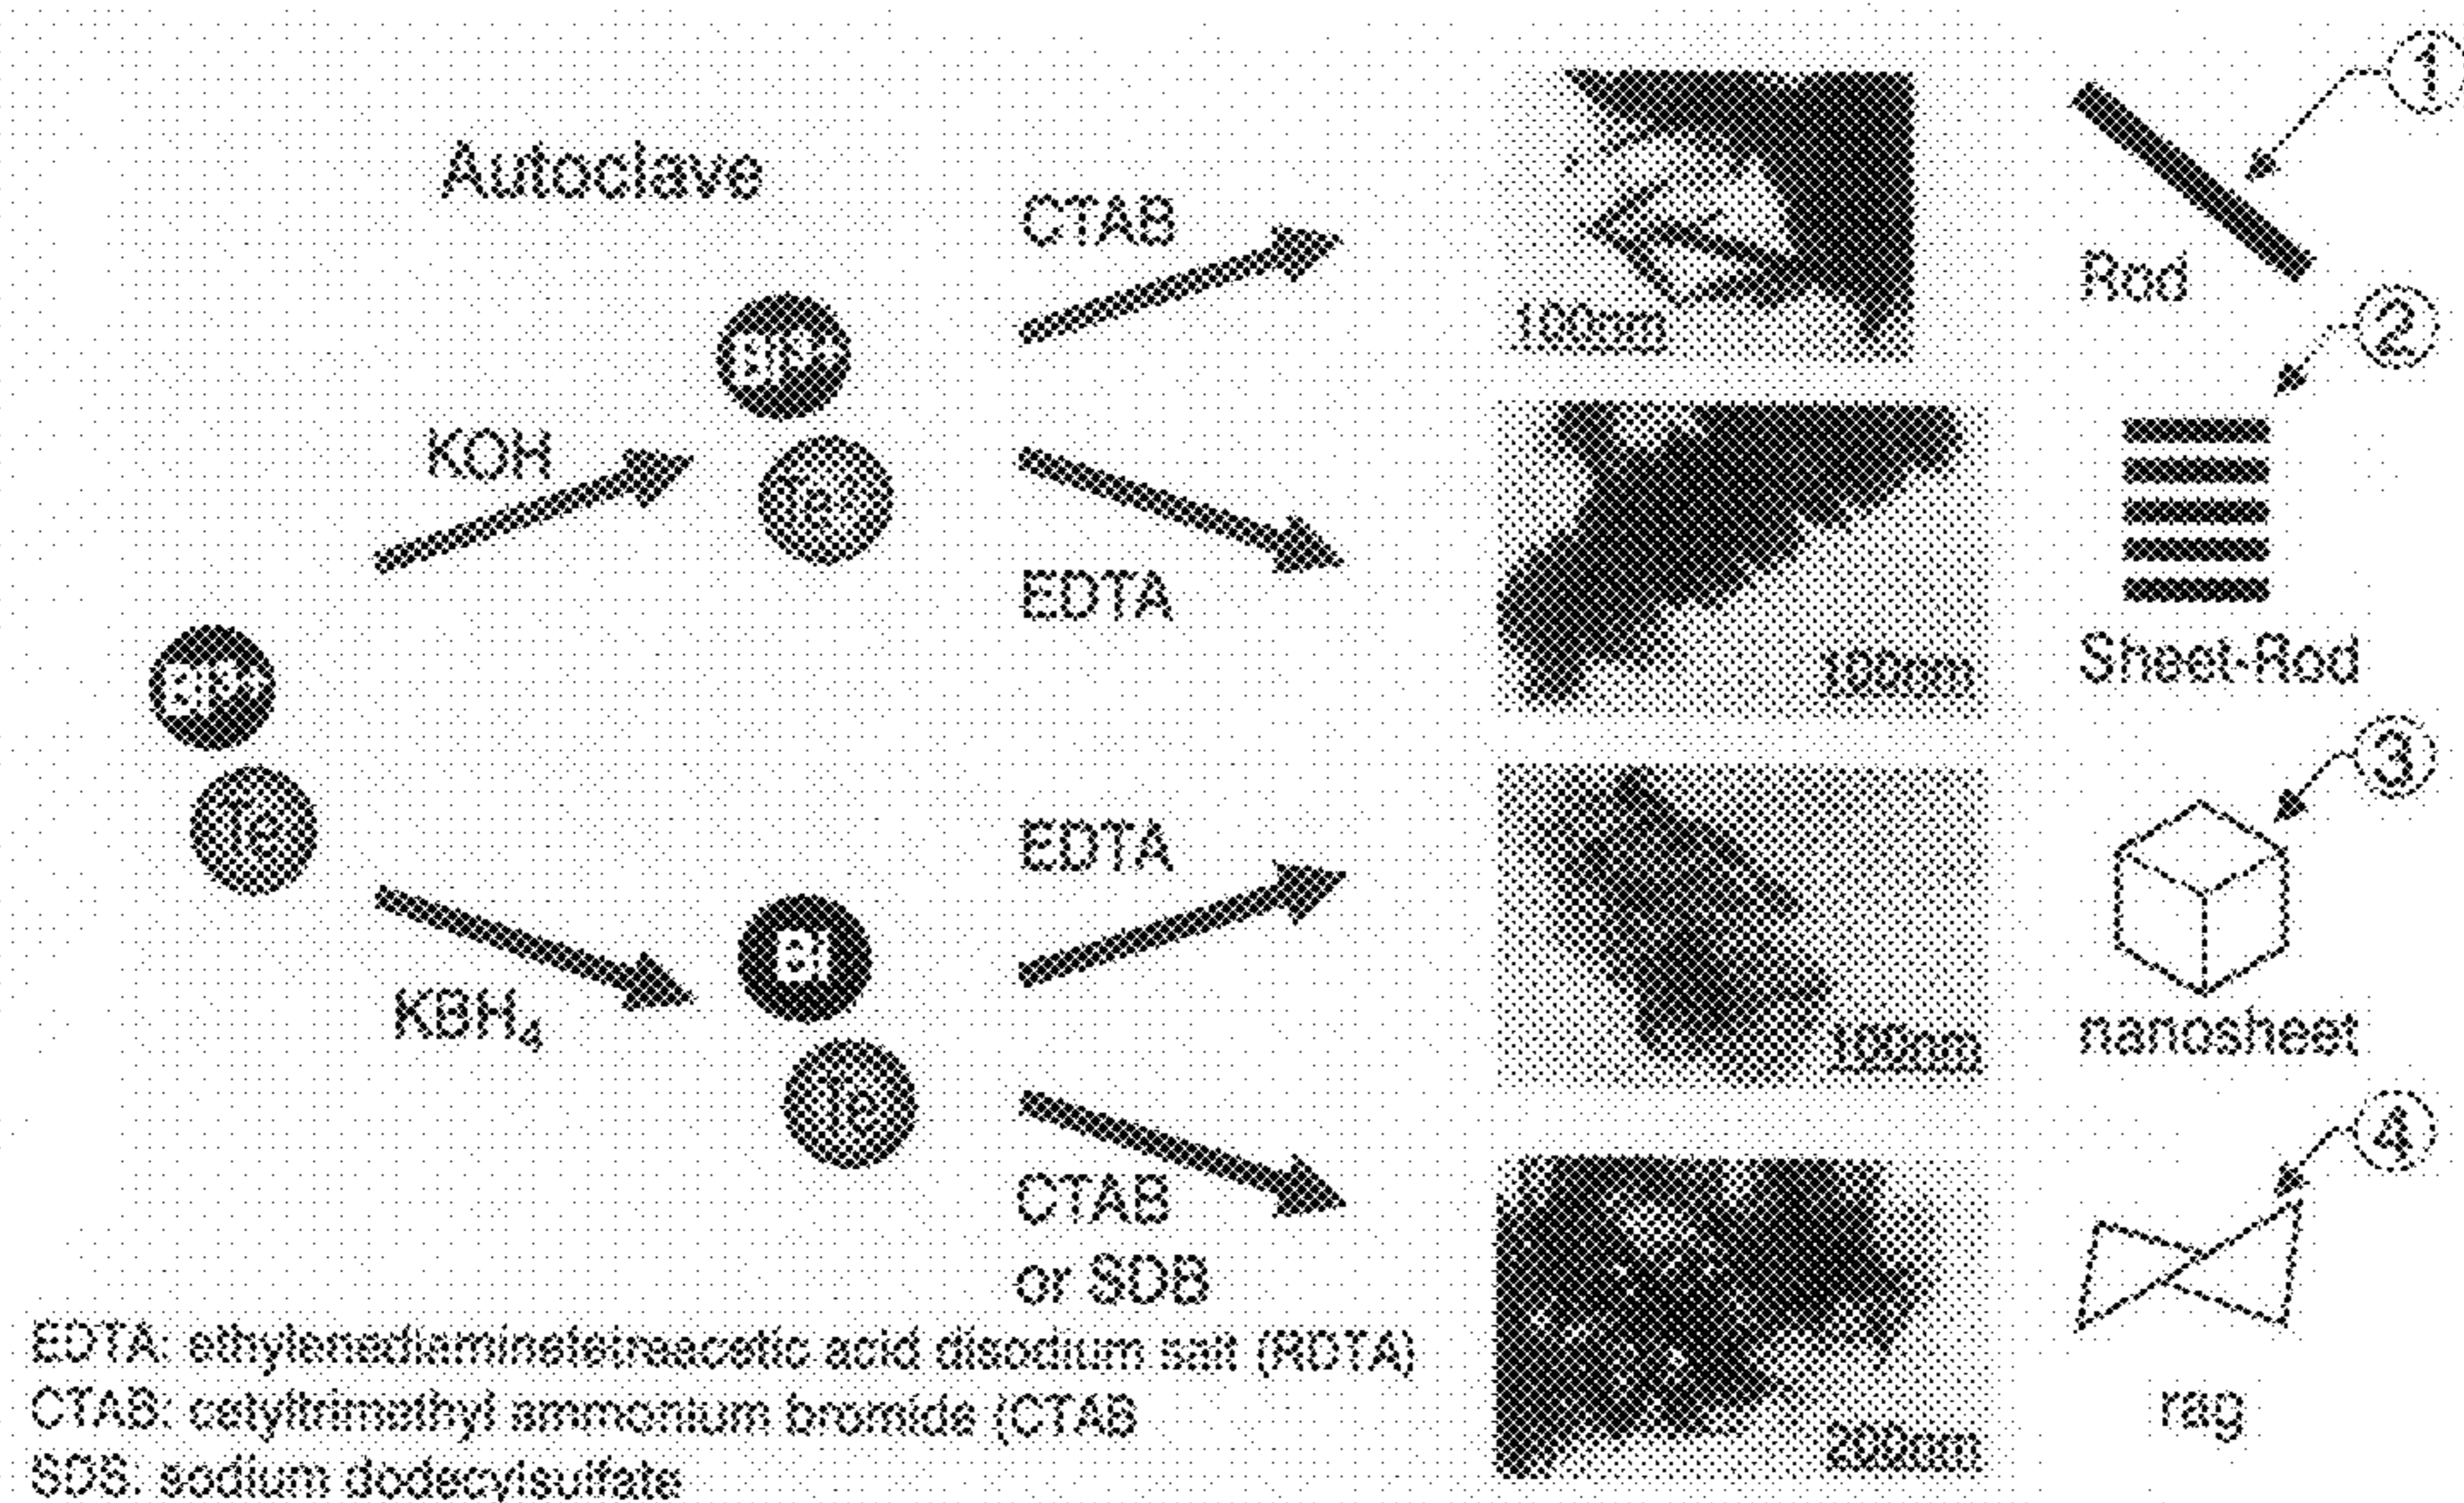 ①
Autoclave
CTAB
100nm
Rod
②
KOH
Te
EDTA
100nm
Sheet-Rod
Te
③
EDTA
Bi
KBH₄
100nm
nanosheet
Te
④
CTAB
or SDB
200nm
rag
EDTA: ethylenediaminetetraacetic acid disodium salt (RDTA)
CTAB: cetyltrimethyl ammonium bromide (CTAB
SDS: sodium dodecylsulfate